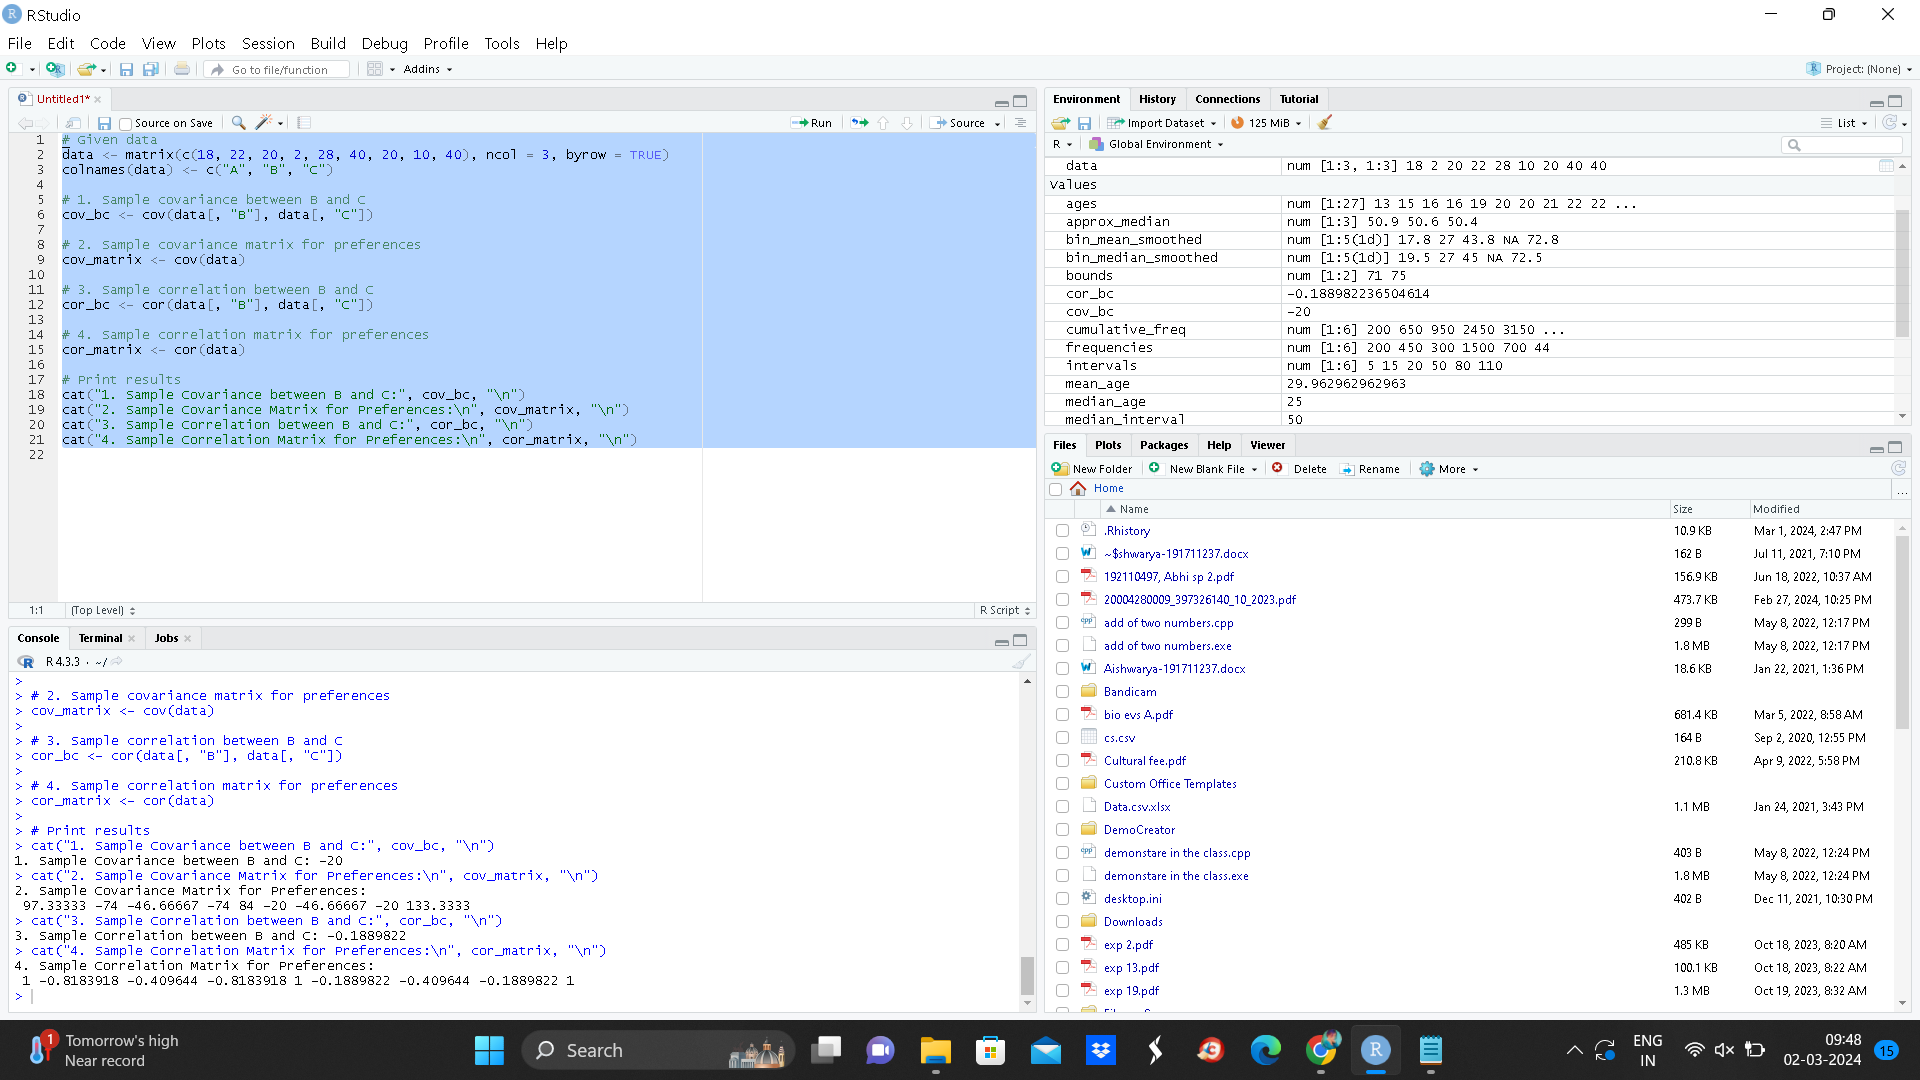 RStudio
File Edit Code View Plots Session Build Debug Profile Tools Help
Go to file/function Addins Project: (None)
Untitled1*
Source on Save Run Source
1 # Given data
2 data <- matrix(c(18, 22, 20, 2, 28, 40, 20, 10, 40), ncol = 3, byrow = TRUE)
3 colnames(data) <- c("A", "B", "C")
4
5 # 1. Sample covariance between B and C
6 cov_bc <- cov(data[, "B"], data[, "C"])
7
8 # 2. Sample covariance matrix for preferences
9 cov_matrix <- cov(data)
10
11 # 3. Sample correlation between B and C
12 cor_bc <- cor(data[, "B"], data[, "C"])
13
14 # 4. Sample correlation matrix for preferences
15 cor_matrix <- cor(data)
16
17 # Print results
18 cat("1. Sample Covariance between B and C:", cov_bc, "\n")
19 cat("2. Sample Covariance Matrix for Preferences:\n", cov_matrix, "\n")
20 cat("3. Sample Correlation between B and C:", cor_bc, "\n")
21 cat("4. Sample Correlation Matrix for Preferences:\n", cor_matrix, "\n")
22
1:1 (Top Level) R Script
Console Terminal Jobs
R 4.3.3 · ~/
>
> # 2. Sample covariance matrix for preferences
> cov_matrix <- cov(data)
>
> # 3. Sample correlation between B and C
> cor_bc <- cor(data[, "B"], data[, "C"])
>
> # 4. Sample correlation matrix for preferences
> cor_matrix <- cor(data)
>
> # Print results
> cat("1. Sample Covariance between B and C:", cov_bc, "\n")
1. Sample Covariance between B and C: -20
> cat("2. Sample Covariance Matrix for Preferences:\n", cov_matrix, "\n")
2. Sample Covariance Matrix for Preferences:
97.33333 -74 -46.66667 -74 84 -20 -46.66667 -20 133.3333
> cat("3. Sample Correlation between B and C:", cor_bc, "\n")
3. Sample Correlation between B and C: -0.1889822
> cat("4. Sample Correlation Matrix for Preferences:\n", cor_matrix, "\n")
4. Sample Correlation Matrix for Preferences:
1 -0.8183918 -0.409644 -0.8183918 1 -0.1889822 -0.409644 -0.1889822 1
>
Environment History Connections Tutorial
Import Dataset 125 MiB List
R Global Environment
data num [1:3, 1:3] 18 2 20 22 28 10 20 40 40
Values
ages num [1:27] 13 15 16 16 19 20 20 21 22 22 ...
approx_median num [1:3] 50.9 50.6 50.4
bin_mean_smoothed num [1:5(1d)] 17.8 27 43.8 NA 72.8
bin_median_smoothed num [1:5(1d)] 19.5 27 45 NA 72.5
bounds num [1:2] 71 75
cor_bc -0.188982236504614
cov_bc -20
cumulative_freq num [1:6] 200 650 950 2450 3150 ...
frequencies num [1:6] 200 450 300 1500 700 44
intervals num [1:6] 5 15 20 50 80 110
mean_age 29.962962962963
median_age 25
median_interval 50
Files Plots Packages Help Viewer
New Folder New Blank File Delete Rename More
Home ...
Name Size Modified
.Rhistory 10.9 KB Mar 1, 2024, 2:47 PM
~$shwarya-191711237.docx 162 B Jul 11, 2021, 7:10 PM
192110497, Abhi sp 2.pdf 156.9 KB Jun 18, 2022, 10:37 AM
20004280009_397326140_10_2023.pdf 473.7 KB Feb 27, 2024, 10:25 PM
add of two numbers.cpp 299 B May 8, 2022, 12:17 PM
add of two numbers.exe 1.8 MB May 8, 2022, 12:17 PM
Aishwarya-191711237.docx 18.6 KB Jan 22, 2021, 1:36 PM
Bandicam
bio evs A.pdf 681.4 KB Mar 5, 2022, 8:58 AM
cs.csv 164 B Sep 2, 2020, 12:55 PM
Cultural fee.pdf 210.8 KB Apr 9, 2022, 5:58 PM
Custom Office Templates
Data.csv.xlsx 1.1 MB Jan 24, 2021, 3:43 PM
DemoCreator
demonstare in the class.cpp 403 B May 8, 2022, 12:24 PM
demonstare in the class.exe 1.8 MB May 8, 2022, 12:24 PM
desktop.ini 402 B Dec 11, 2021, 10:30 PM
Downloads
exp 2.pdf 485 KB Oct 18, 2023, 8:20 AM
exp 13.pdf 100.1 KB Oct 18, 2023, 8:22 AM
exp 19.pdf 1.3 MB Oct 19, 2023, 8:32 AM
1 Tomorrow's high
Near record
Search
ENG
IN
09:48
02-03-2024
15